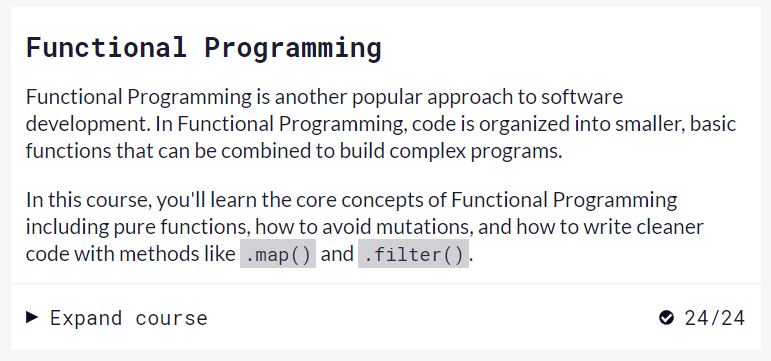 Functional Programming
Functional Programming is another popular approach to software
development. In Functional Programming, code is organized into smaller, basic
functions that can be combined to build complex programs.
In this course, you'll learn the core concepts of Functional Programming
including pure functions, how to avoid mutations, and how to write cleaner
code with methods like .map() and .filter().
Expand course 24/24